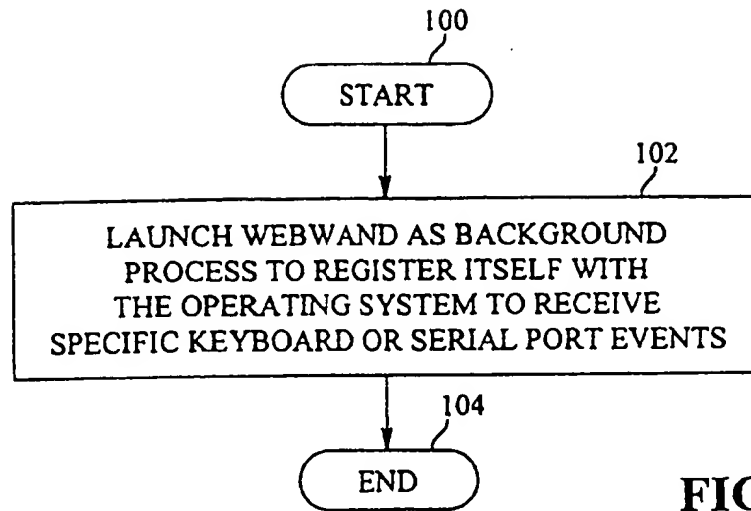 100
START
102
LAUNCH WEBWAND AS BACKGROUND
PROCESS TO REGISTER ITSELF WITH
THE OPERATING SYSTEM TO RECEIVE
SPECIFIC KEYBOARD OR SERIAL PORT EVENTS
104
END
FIG